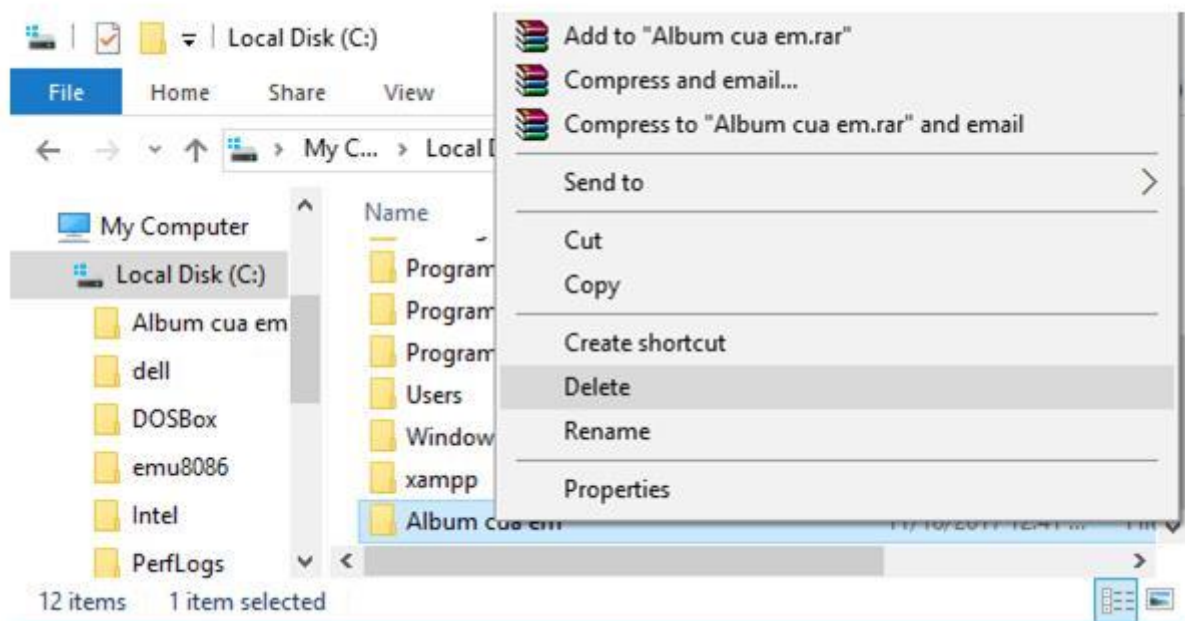 Local Disk (C:)
File Home Share View
My C... Local
My Computer
Local Disk (C:)
Album cua em
dell
DOSBox
emu8086
Intel
PerfLogs
Name
Program
Program
Program
Users
Window
xampp
Album cua em
Add to "Album cua em.rar"
Compress and email...
Compress to "Album cua em.rar" and email
Send to
Cut
Copy
Create shortcut
Delete
Rename
Properties
12 items 1 item selected